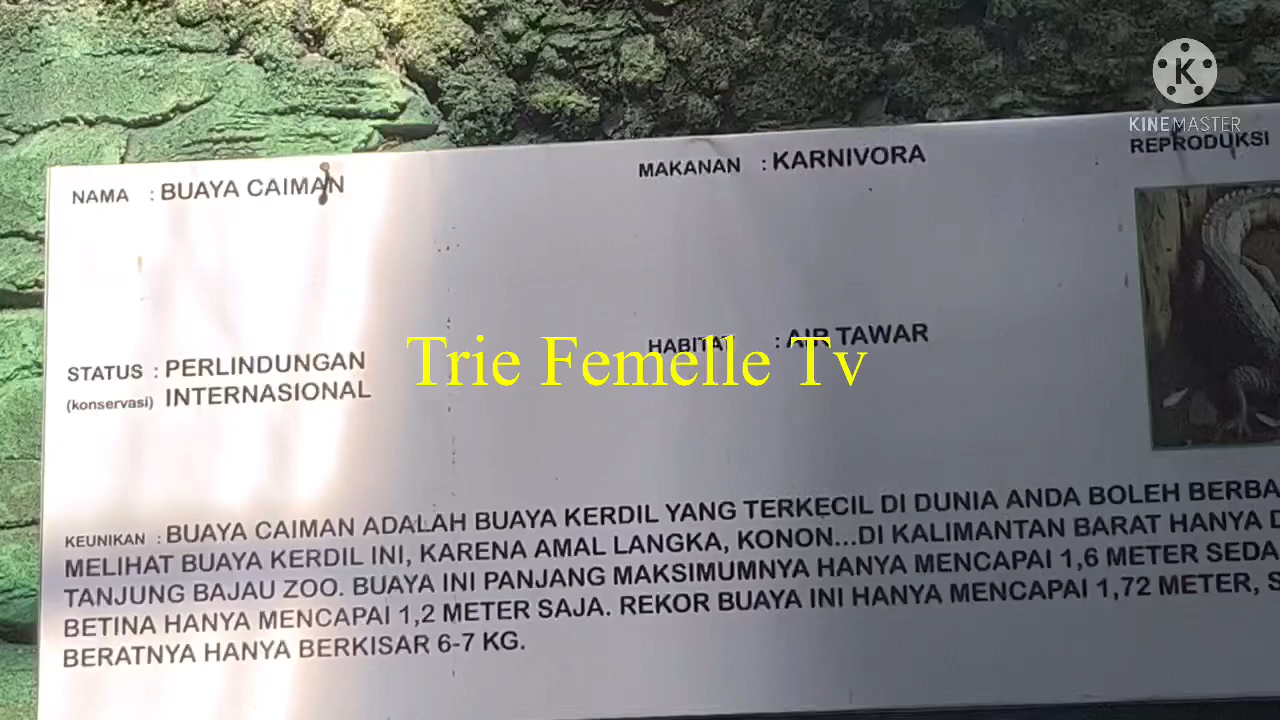 KINEMASTER
NAMA : BUAYA CAIMAN
MAKANAN : KARNIVORA
REPRODUKSI
STATUS : PERLINDUNGAN
(konservasi) INTERNASIONAL
HABITAT : AIR TAWAR
Trie Femelle Tv
KEUNIKAN : BUAYA CAIMAN ADALAH BUAYA KERDIL YANG TERKECIL DI DUNIA ANDA BOLEH BERBA
MELIHAT BUAYA KERDIL INI, KARENA AMAL LANGKA, KONON...DI KALIMANTAN BARAT HANYA D
TANJUNG BAJAU ZOO. BUAYA INI PANJANG MAKSIMUMNYA HANYA MENCAPAI 1,6 METER SEDA
BETINA HANYA MENCAPAI 1,2 METER SAJA. REKOR BUAYA INI HANYA MENCAPAI 1,72 METER, S
BERATNYA HANYA BERKISAR 6-7 KG.